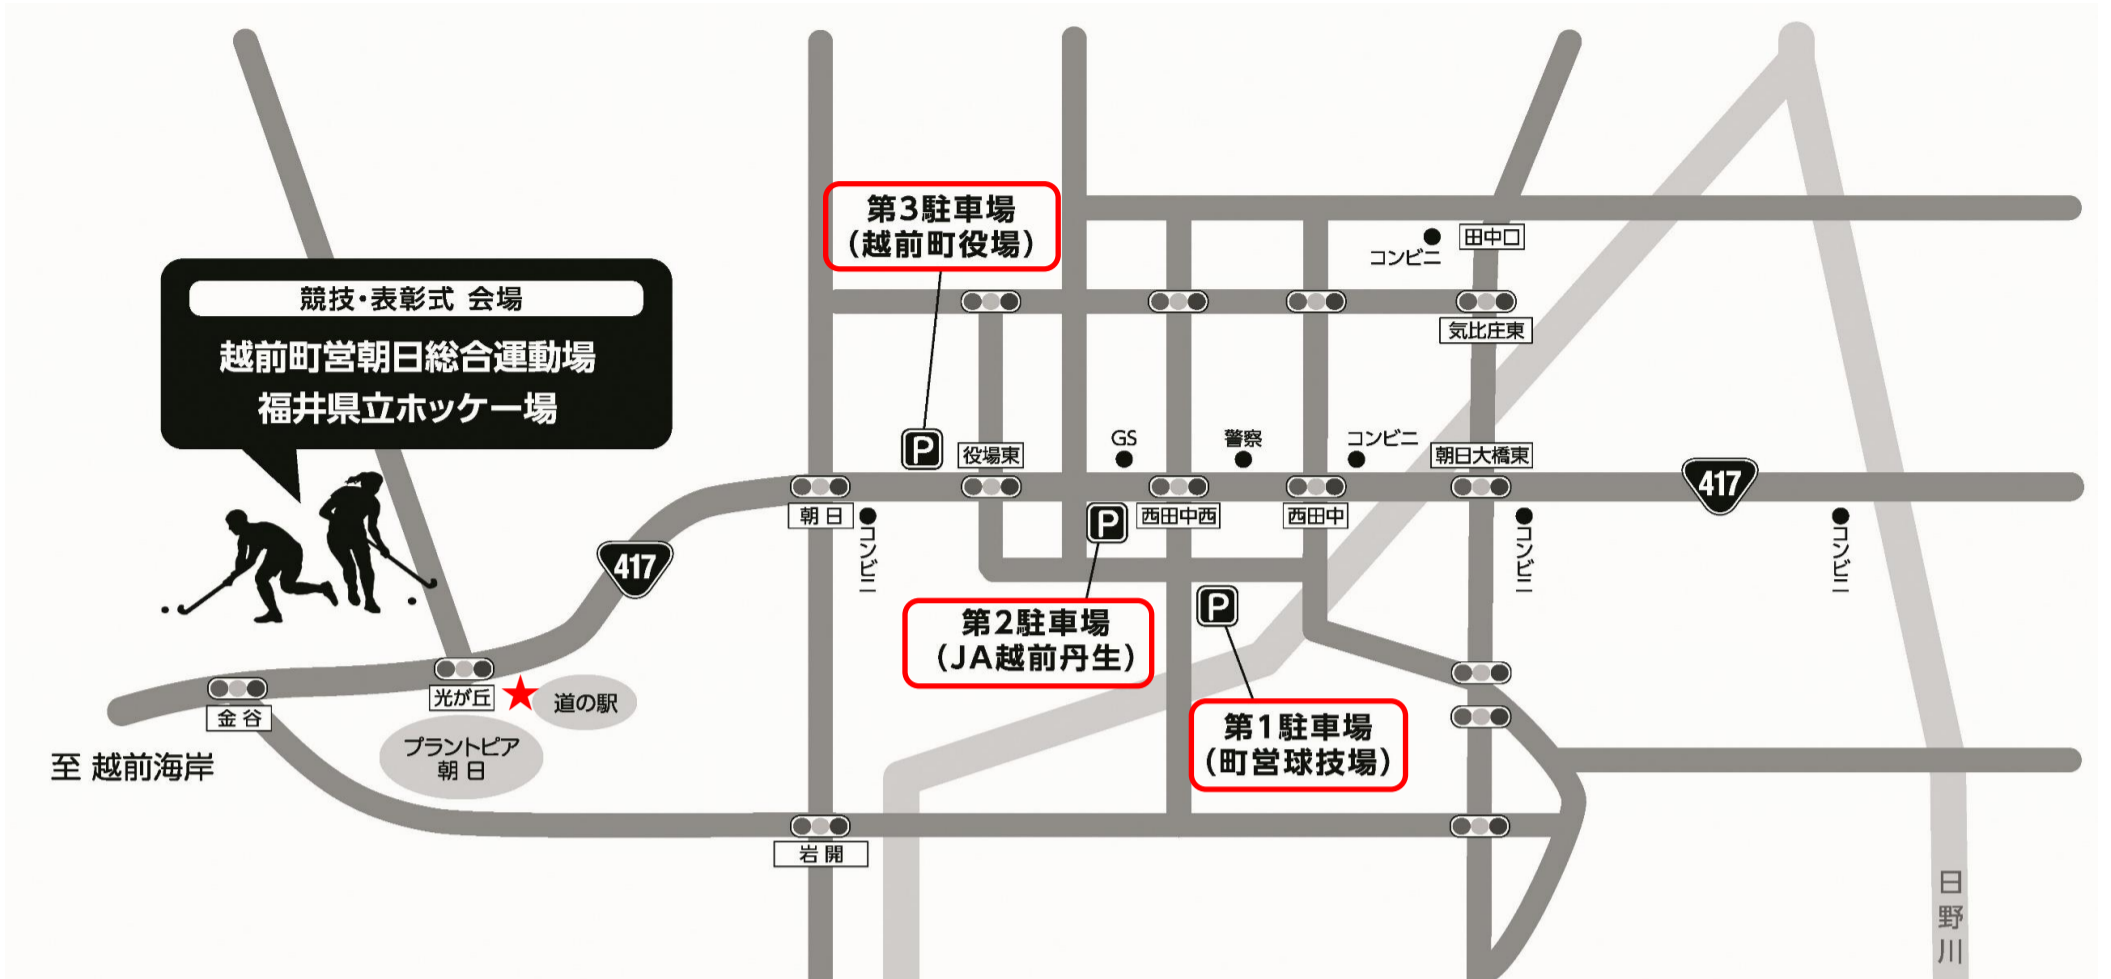 第3駐車場
(越前町役場)
コンビニ
田中口
競技・表彰式 会場
越前町営朝日総合運動場
福井県立ホッケー場
気比庄東
P
役場東
GS
警察
コンビニ
朝日大橋東
417
朝日
コンビニ
P
西田中西
西田中
コンビニ
コンビニ
417
第2駐車場
(JA越前丹生)
P
光が丘
道の駅
金谷
第1駐車場
(町営球技場)
プラントピア
朝日
至 越前海岸
岩開
日野川